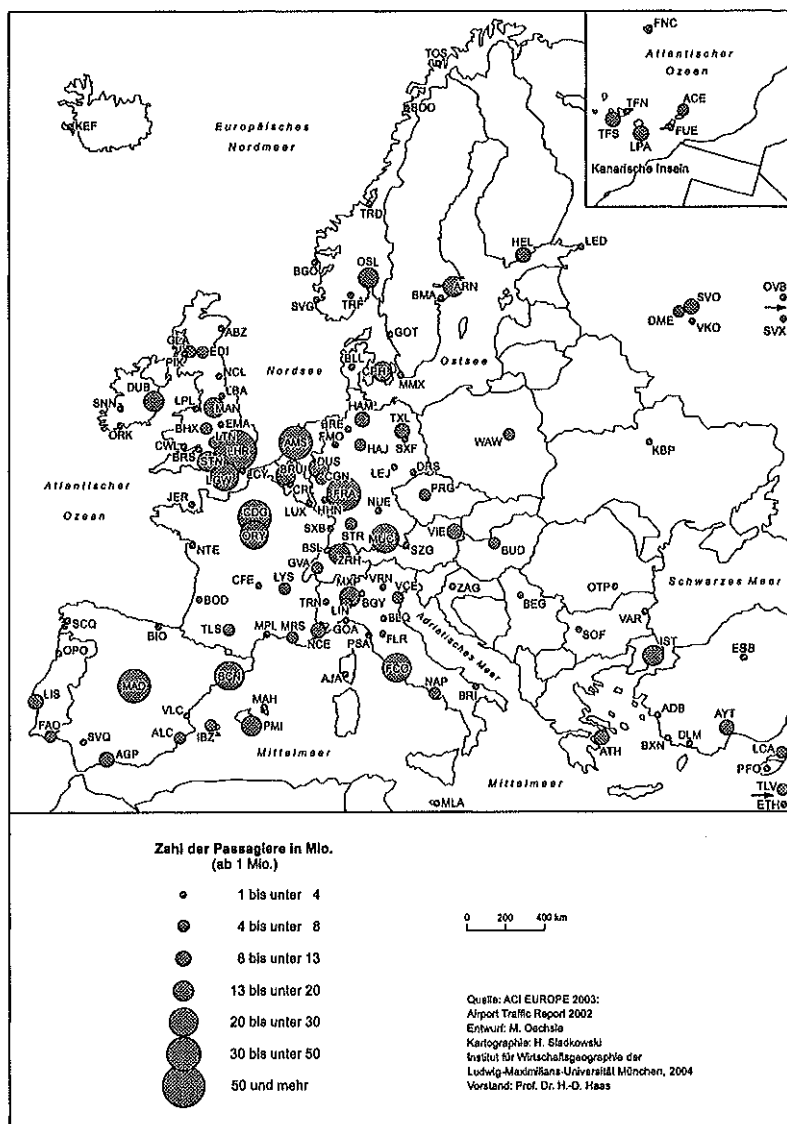 FNC
Atlantischer
Ozean
TFN
ACE
TFS
LPA
FUE
Kanarische Inseln
TOS
BOO
KEF
Europäisches
Nordmeer
TRD
HEL
LED
BGO
OSL
SVG
TRF
BMA
ARN
SVO
DME
VKO
OVB
SVX
GOT
ABZ
GLA
EDI
PIK
Nordsee
BLL
CPH
Ostsee
MMX
NCL
DUB
LBA
SNN
LPL
MAN
ORK
EMA
BHX
LTN
CWL
BRS
LHR
STN
LGW
LCY
AMS
HAM
BRE
FMO
HAJ
TXL
SXF
WAW
KBP
DUS
BRU
CGN
CRL
LEJ
DRS
PRG
FRA
Atlantischer
Ozean
JER
LUX
HHN
NUE
CDG
ORY
SXB
STR
MUC
VIE
NTE
BSL
ZRH
SZG
BUD
GVA
CFE
LYS
MXP
VRN
VCE
ZAG
OTP
Schwarzes Meer
BOD
TRN
LIN
BGY
BLQ
BEG
VAR
SCQ
BIO
TLS
MPL
MRS
NCE
GOA
PSA
FLR
Adriatisches Meer
SOF
IST
ESB
OPO
MAD
BCN
AJA
FCO
NAP
BRI
LIS
VLC
MAH
FAO
SVQ
ALC
IBZ
PMI
ADB
AYT
AGP
Mittelmeer
ATH
BXN
DLM
LCA
PFO
Mittelmeer
TLV
ETH
MLA
Zahl der Passagiere in Mio.
(ab 1 Mio.)
1 bis unter 4
4 bis unter 8
8 bis unter 13
13 bis unter 20
20 bis unter 30
30 bis unter 50
50 und mehr
0 200 400 km
Quelle: ACI EUROPE 2003:
Airport Traffic Report 2002
Entwurf: M. Oechsle
Kartographie: H. Sladkowski
Institut für Wirtschaftsgeographie der
Ludwig-Maximilians-Universität München, 2004
Vorstand: Prof. Dr. H.-D. Haas